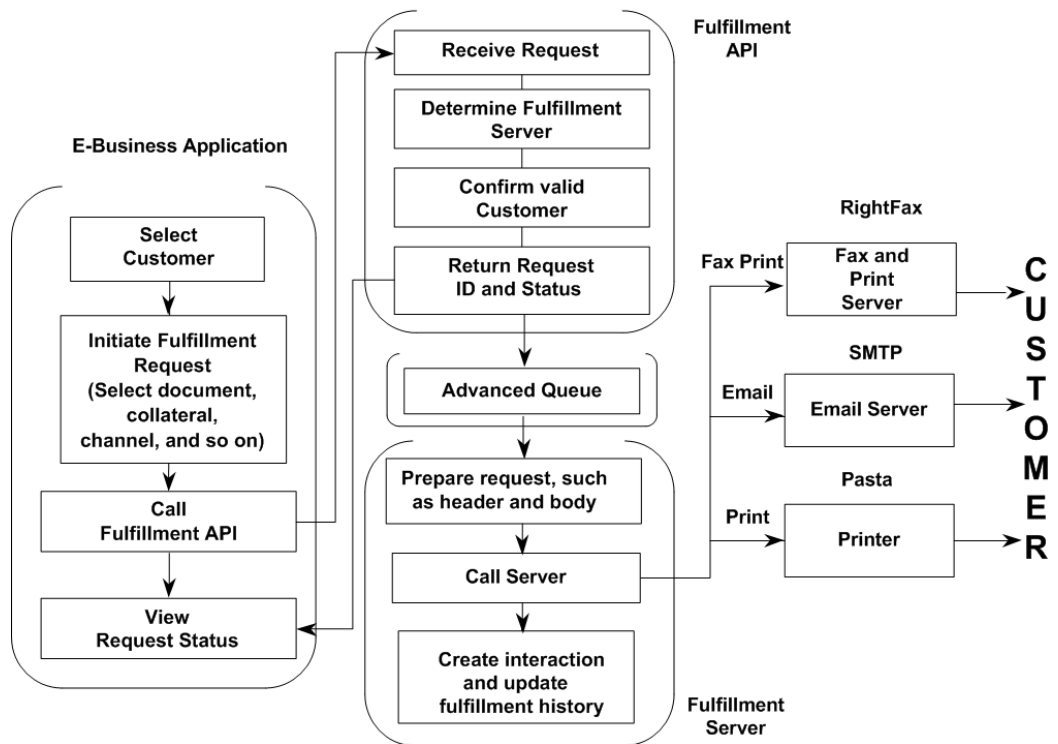 E-Business Application
Select
Customer
Initiate Fulfillment
Request
(Select document,
collateral,
channel, and so on)
Call
Fulfillment API
View
Request Status
Fulfillment
API
Receive Request
Determine Fulfillment
Server
Confirm valid
Customer
Return Request
ID and Status
Advanced Queue
Prepare request, such
as header and body
Call Server
Create interaction
and update
fulfillment history
Fulfillment
Server
RightFax
Fax Print
Fax and
Print
Server
SMTP
Email
Email Server
Pasta
Print
Printer
C
U
S
T
O
M
E
R